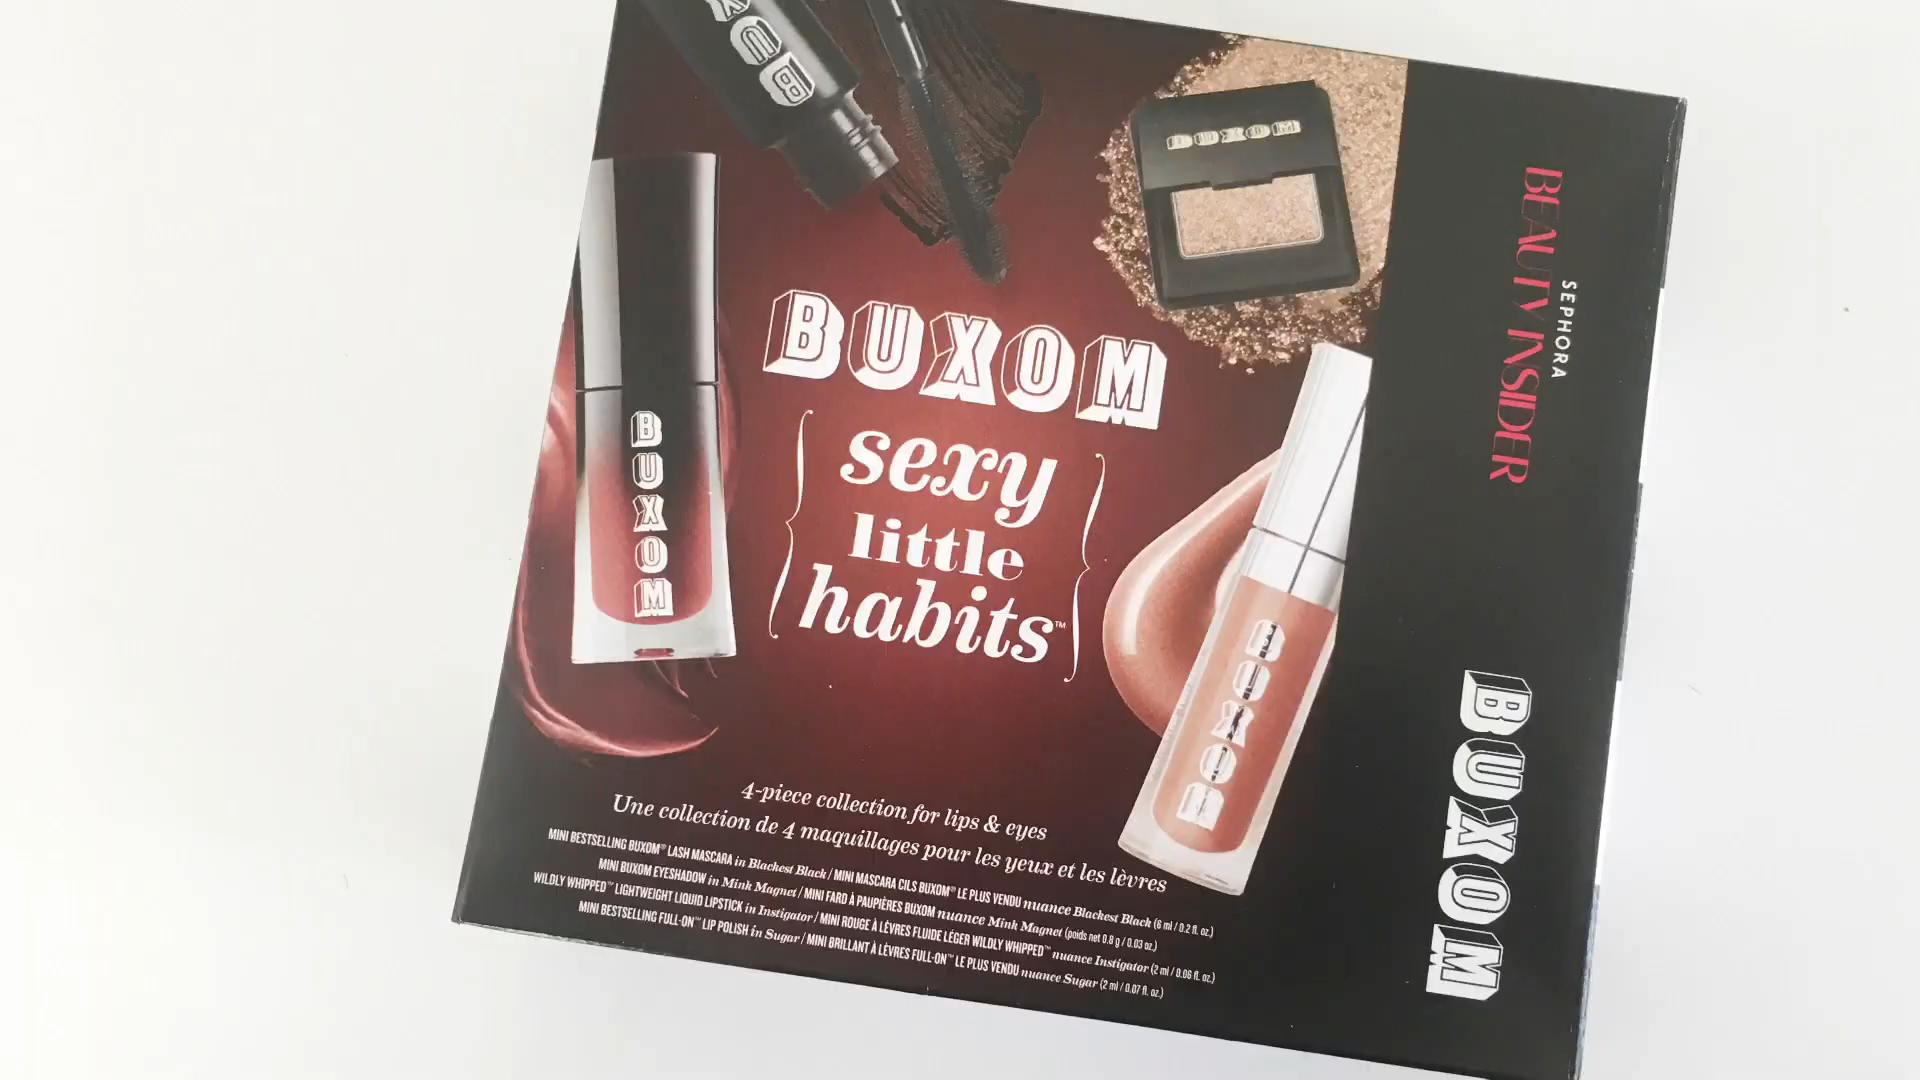 BUXOM
BUXOM
BUXOM
{sexy
little
habits™}
BUXOM
BUXOM
4-piece collection for lips & eyes
Une collection de 4 maquillages pour les yeux et les lèvres
MINI BESTSELLING BUXOM® LASH MASCARA in Blackest Black / MINI MASCARA CILS BUXOM® LE PLUS VENDU nuance Blackest Black (6 ml / 0.2 fl. oz.)
MINI BUXOM EYESHADOW in Mink Magnet / MINI FARD À PAUPIÈRES BUXOM nuance Mink Magnet (poids net 0.8 g / 0.03 oz.)
WILDLY WHIPPED™ LIGHTWEIGHT LIQUID LIPSTICK in Instigator / MINI ROUGE À LÈVRES FLUIDE LÉGER WILDLY WHIPPED™ nuance Instigator (2 ml / 0.06 fl. oz.)
MINI BESTSELLING FULL-ON™ LIP POLISH in Sugar / MINI BRILLANT À LÈVRES FULL-ON™ LE PLUS VENDU nuance Sugar (2 ml / 0.07 fl. oz.)
SEPHORA
BEAUTY INSIDER
BUXOM